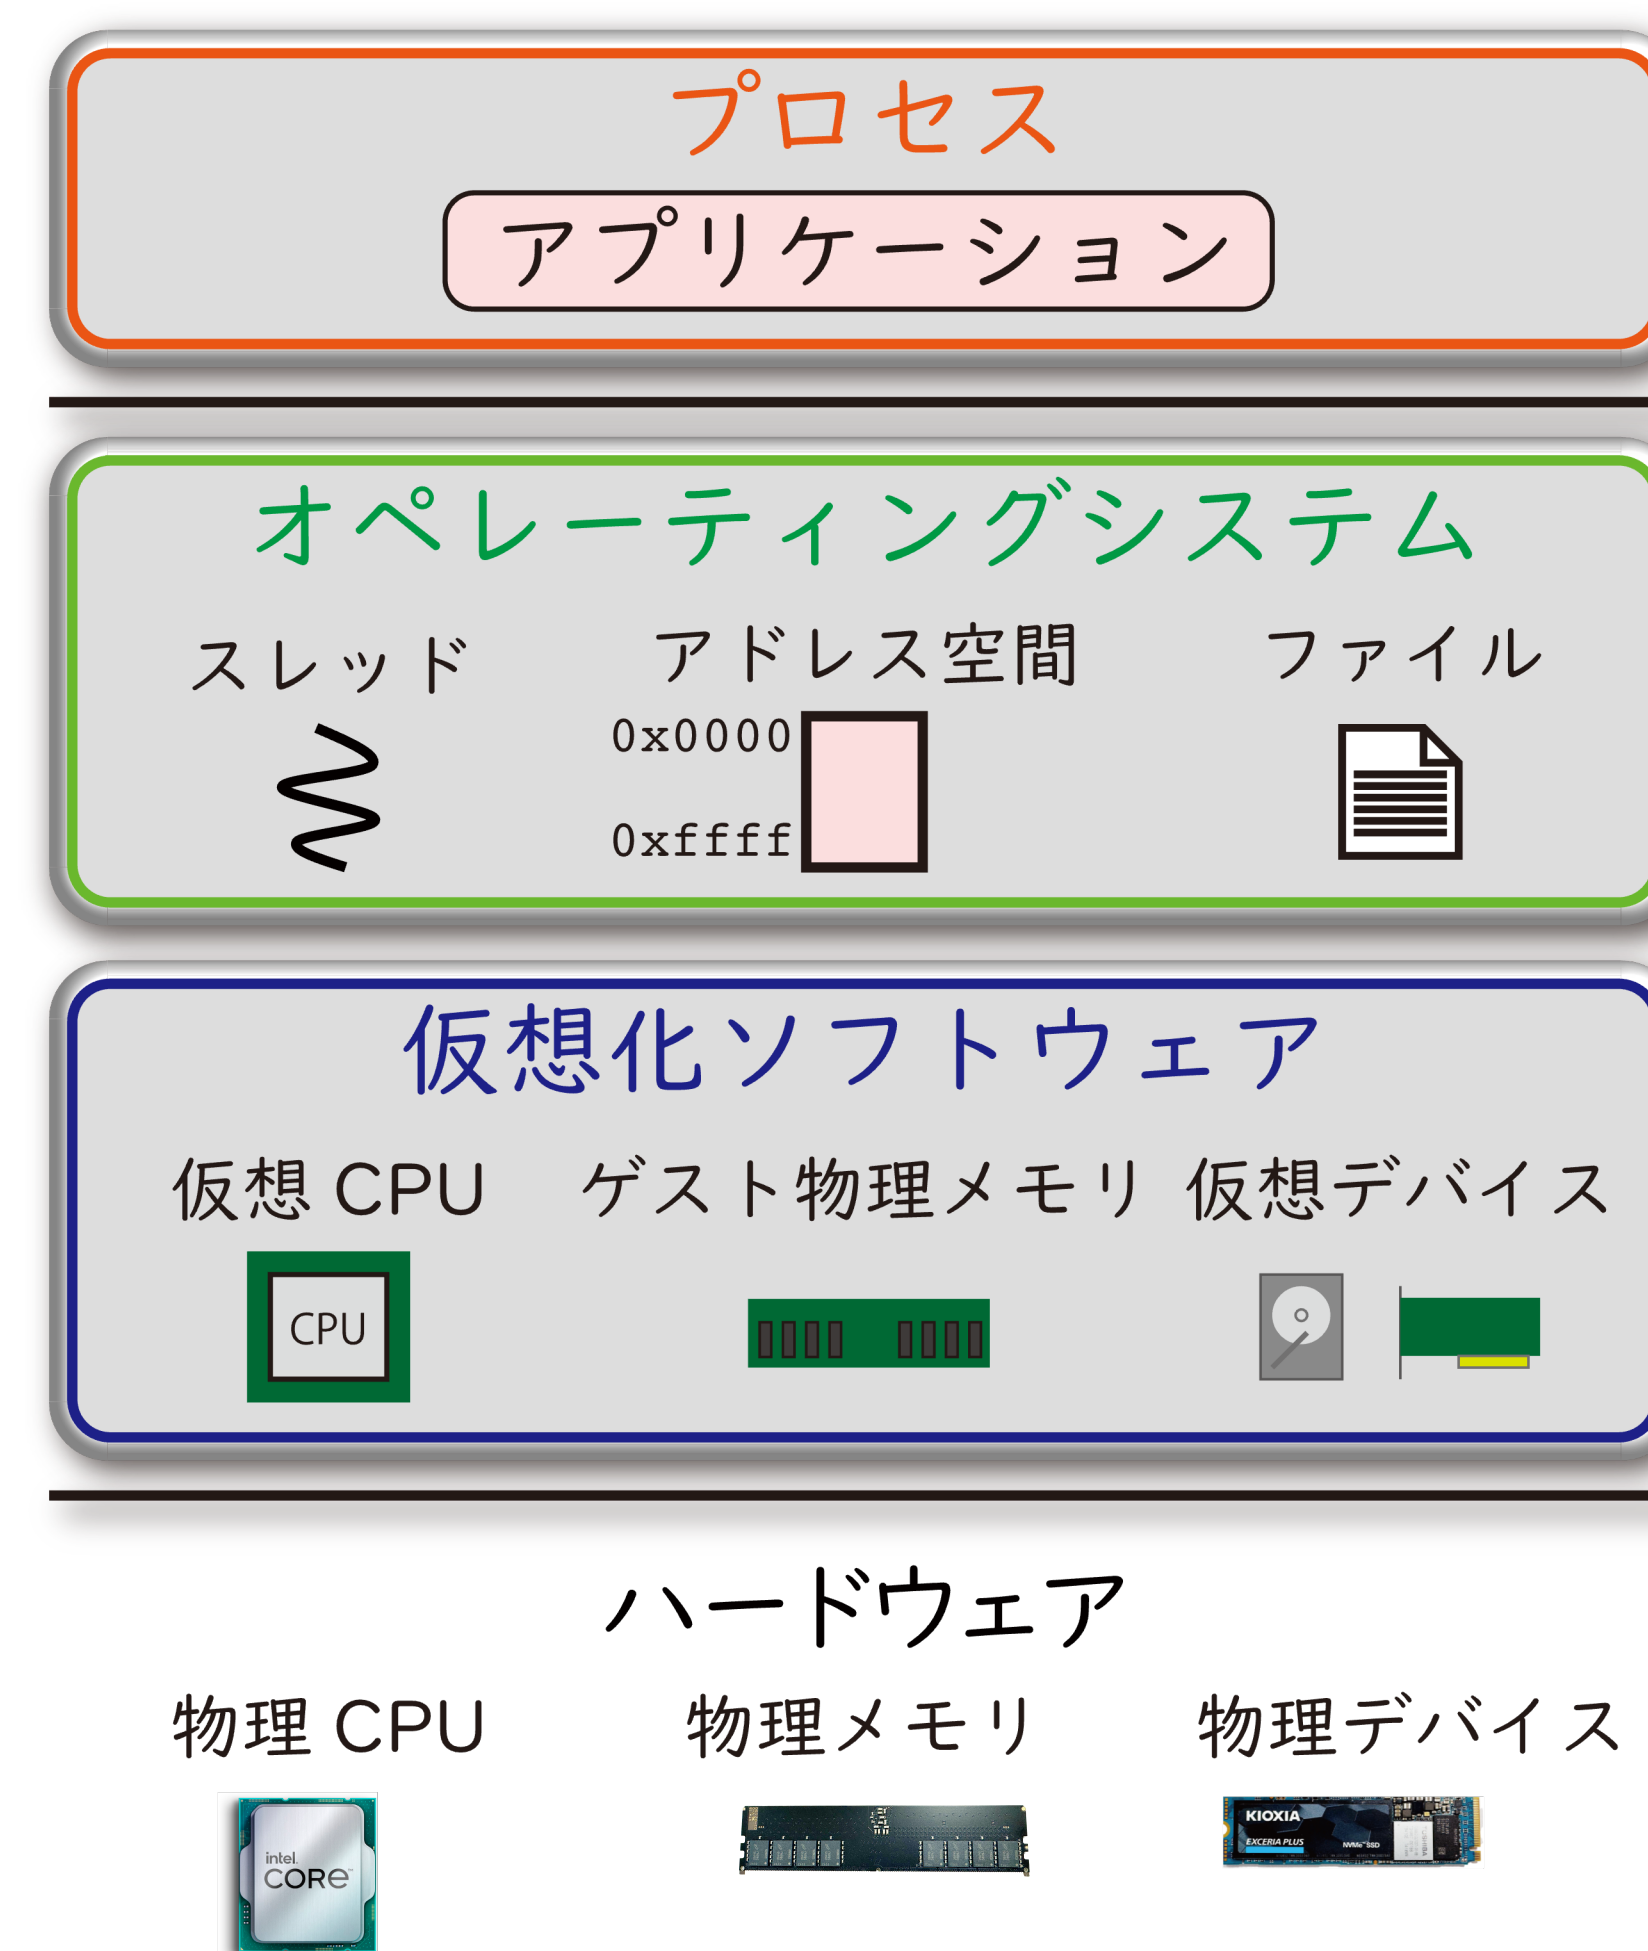 プロセス
アプリケーション
オペレーティングシステム
スレッド アドレス空間 ファイル
0x0000
0xffff
仮想化ソフトウェア
仮想 CPU ゲスト物理メモリ 仮想デバイス
CPU
ハードウェア
物理 CPU 物理メモリ 物理デバイス
KIOXIA
EXCERIA PLUS NVMe™ SSD
intel.
CORE™